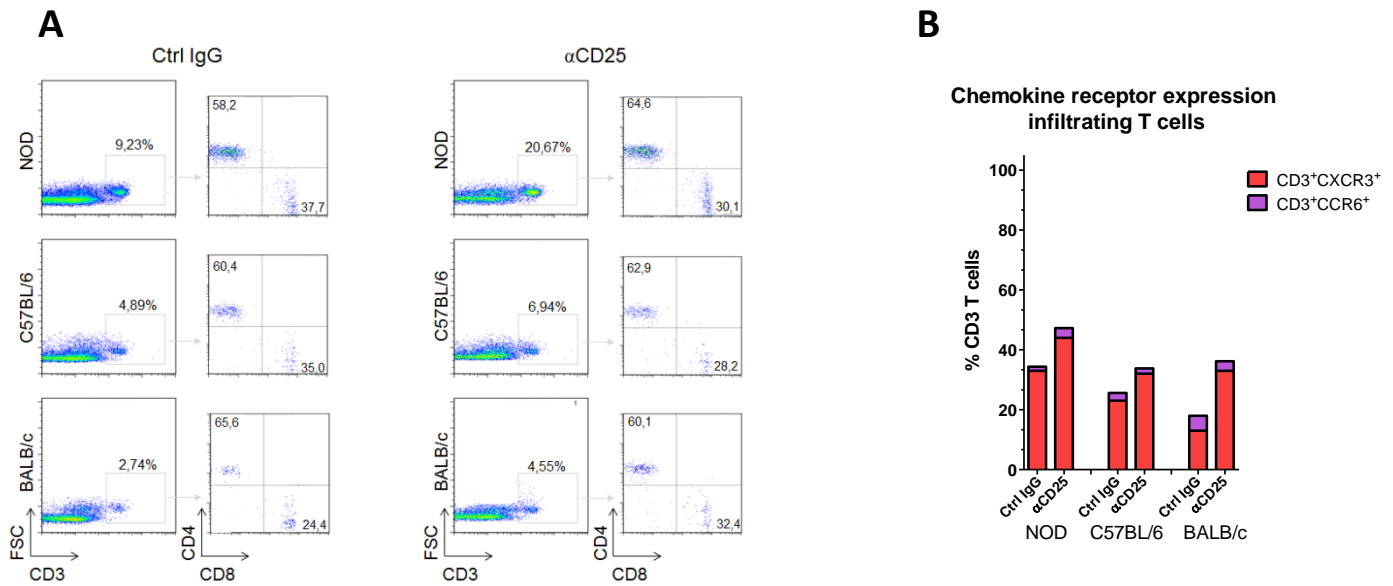 A
Ctrl IgG
αCD25
NOD
9,23%
58,2
37,7
NOD
20,67%
64,6
30,1
C57BL/6
4,89%
60,4
35,0
C57BL/6
6,94%
62,9
28,2
BALB/c
2,74%
65,6
24,4
BALB/c
4,55%
60,1
32,4
FSC
CD3
CD4
CD8
FSC
CD3
CD4
CD8
B
Chemokine receptor expression
infiltrating T cells
CD3⁺CXCR3⁺
CD3⁺CCR6⁺
% CD3 T cells
100
80
60
40
20
0
Ctrl IgG
αCD25
Ctrl IgG
αCD25
Ctrl IgG
αCD25
NOD
C57BL/6
BALB/c